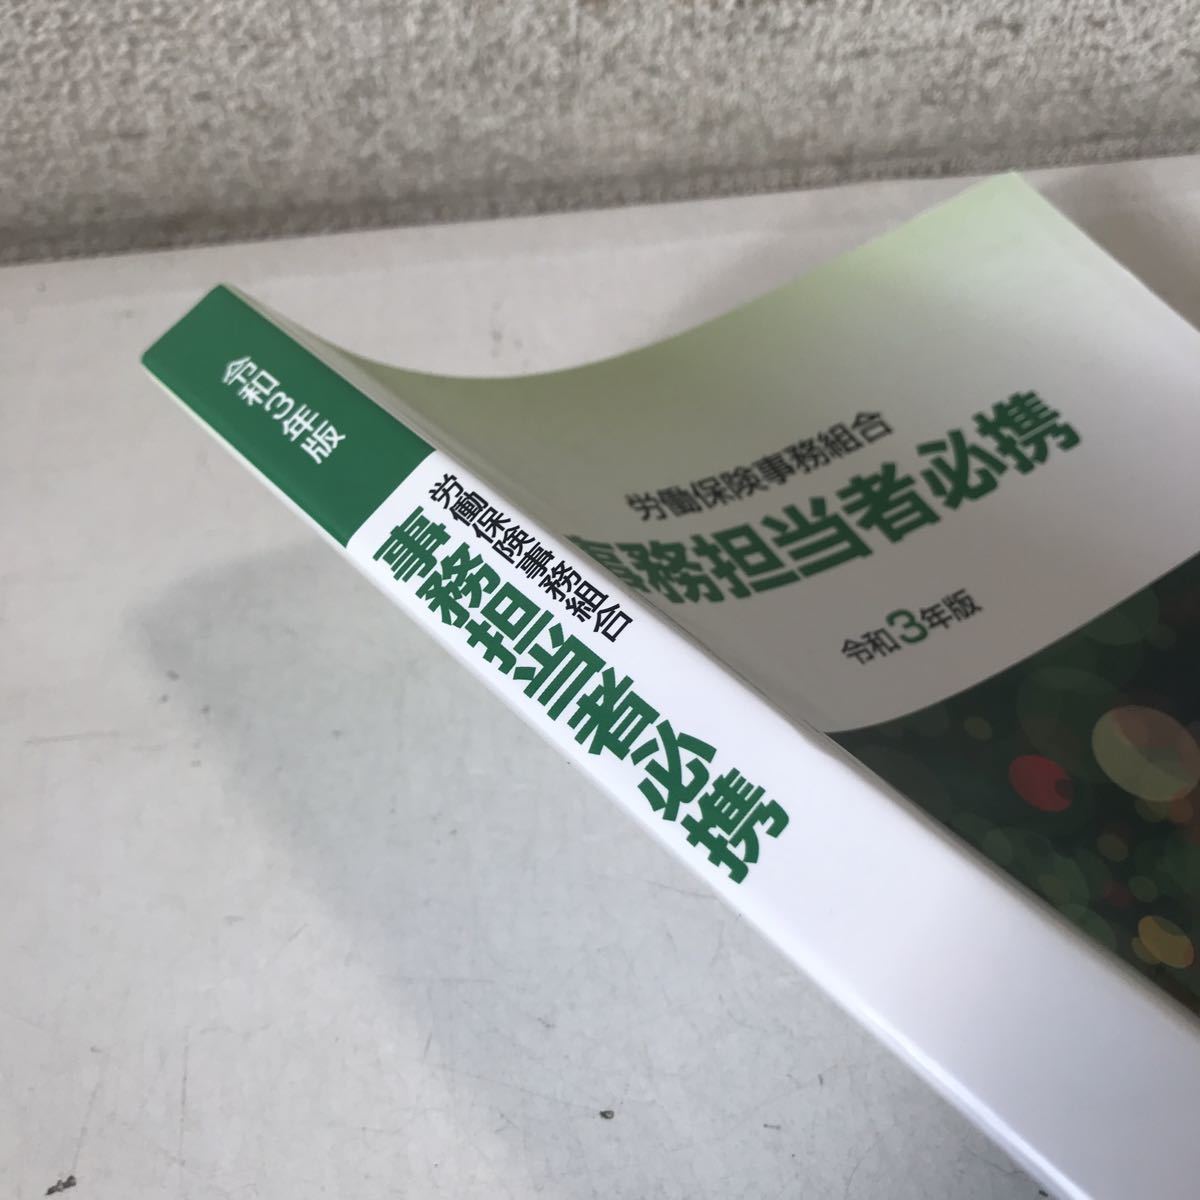 令和3年版
労働保険事務組合
事務担当者必携
労働保険事務組合
務担当者必携
令和3年版